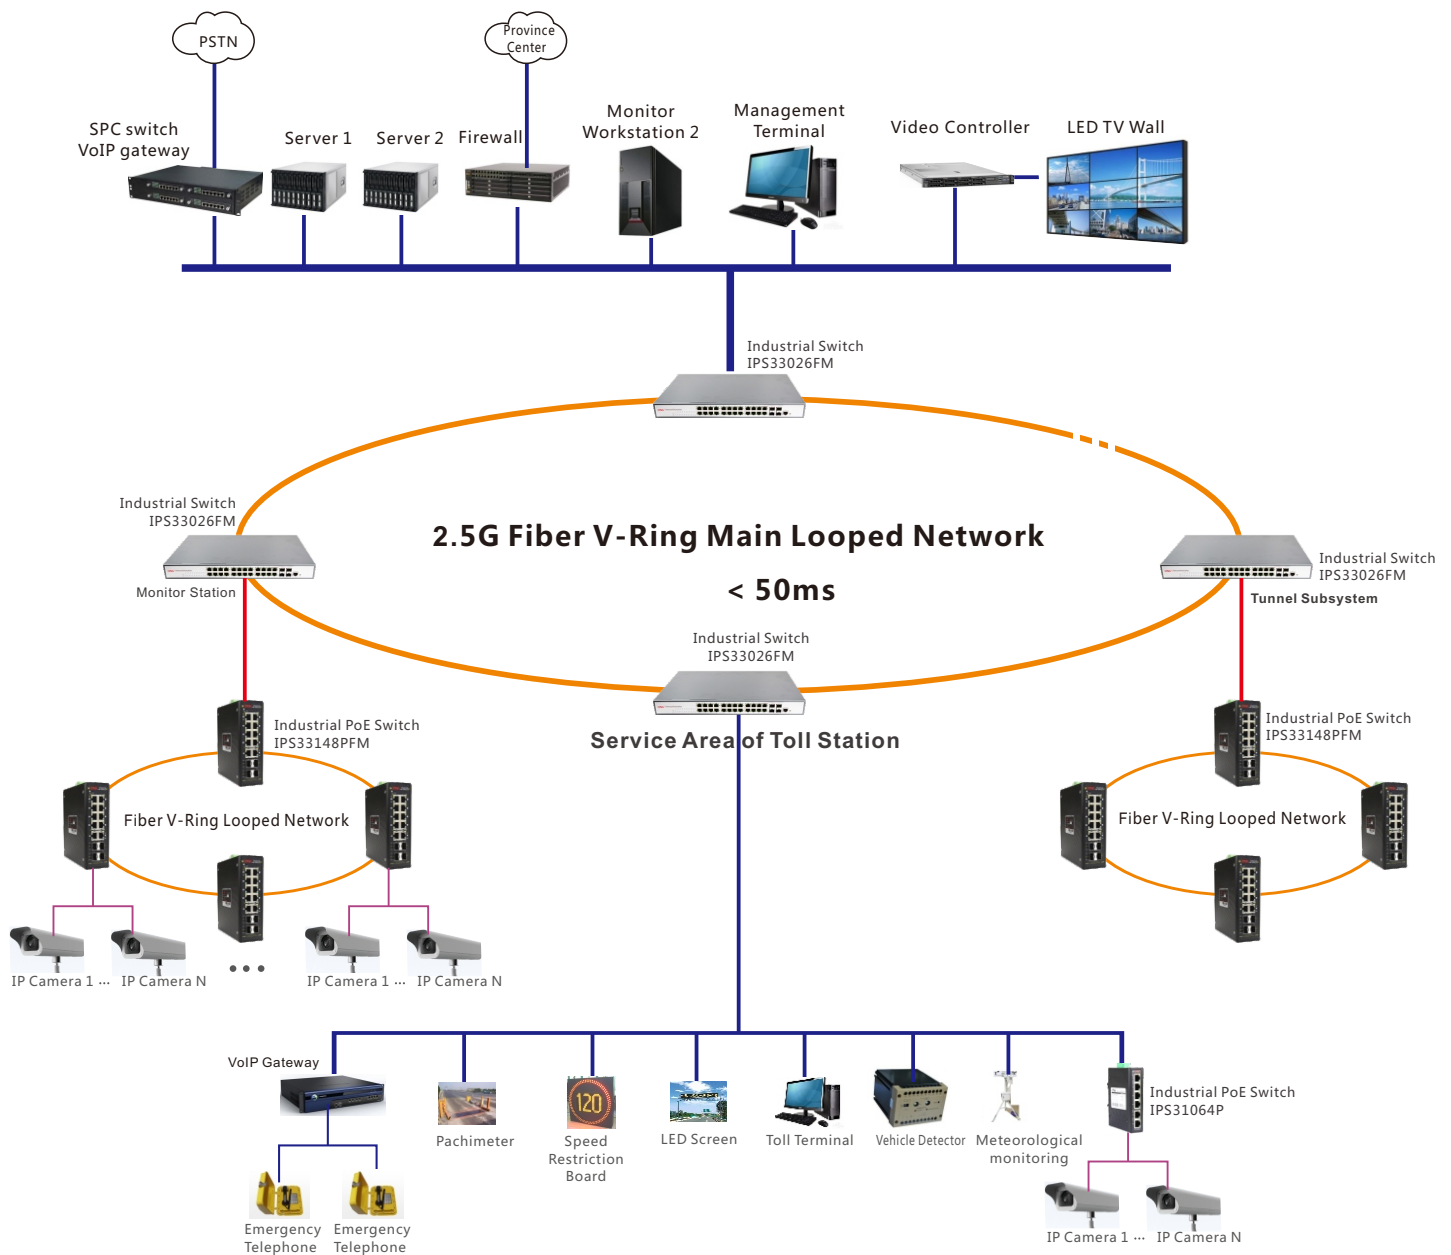 PSTN
Province
Center
SPC switch
VoIP gateway
Server 1
Server 2
Firewall
Monitor
Workstation 2
Management
Terminal
Video Controller
LED TV Wall
Industrial Switch
IPS33026FM
Industrial Switch
IPS33026FM
Monitor Station
2.5G Fiber V-Ring Main Looped Network
< 50ms
Industrial Switch
IPS33026FM
Tunnel Subsystem
Industrial Switch
IPS33026FM
Service Area of Toll Station
Industrial PoE Switch
IPS33148PFM
Fiber V-Ring Looped Network
Industrial PoE Switch
IPS33148PFM
Fiber V-Ring Looped Network
IP Camera 1 ...
IP Camera N
•••
IP Camera 1 ...
IP Camera N
VoIP Gateway
Emergency
Telephone
Emergency
Telephone
Pachimeter
120
Speed
Restriction
Board
LED Screen
Toll Terminal
Vehicle Detector
Meteorological
monitoring
Industrial PoE Switch
IPS31064P
IP Camera 1 ...
IP Camera N